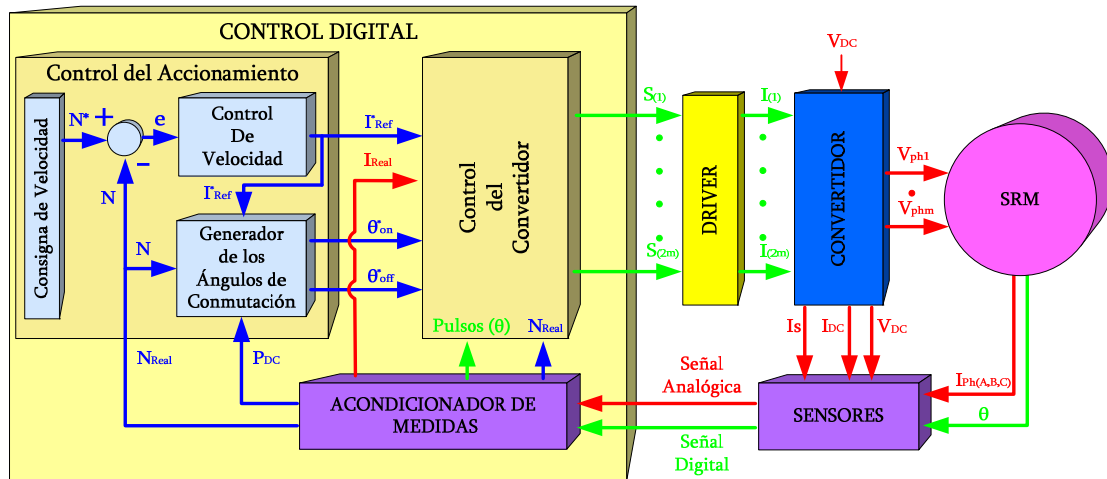 CONTROL DIGITAL
Control del Accionamiento
Consigna de Velocidad
N*
+
-
e
Control
De
Velocidad
I*Ref
I*Ref
IReal
N
N
Generador
de los
Ángulos de
Conmutación
θ*on
θ*off
Control
del
Convertidor
Pulsos (θ)
NReal
NReal
PDC
ACONDICIONADOR DE
MEDIDAS
S(1)
S(2m)
DRIVER
I(1)
I(2m)
VDC
CONVERTIDOR
Vph1
Vphm
SRM
Is
IDC
VDC
IPh(A,B,C)
θ
SENSORES
Señal
Analógica
Señal
Digital